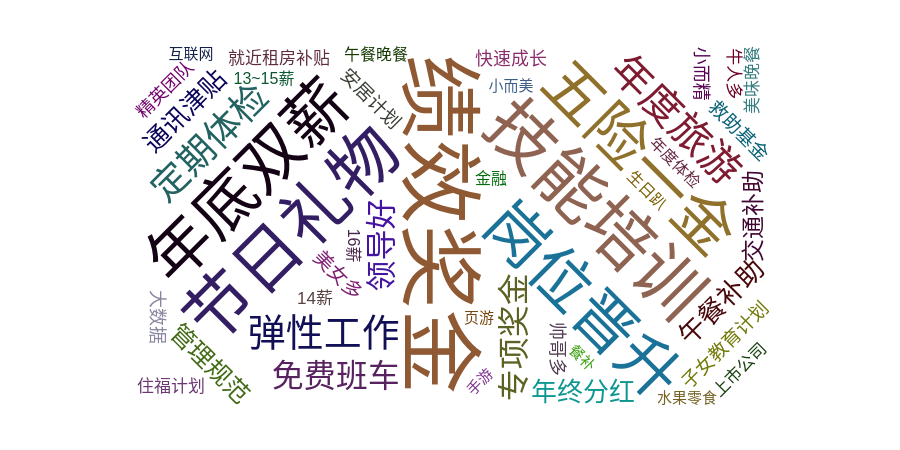 互联网
就近租房补贴
午餐晚餐
快速成长
小而精
牛人多
美味晚餐
精英团队
13~15薪
安居计划
小而美
通讯津贴
定期体检
年底双薪
绩效奖金
五险一金
年度旅游
救助基金
技能培训
年度体检
节日礼物
金融
生日趴
交通补助
领导好
16薪
美女多
岗位晋升
14薪
大数据
弹性工作
页游
专项奖金
帅哥多
午餐补助
管理规范
餐补
子女教育计划
上市公司
住福计划
免费班车
手游
年终分红
水果零食